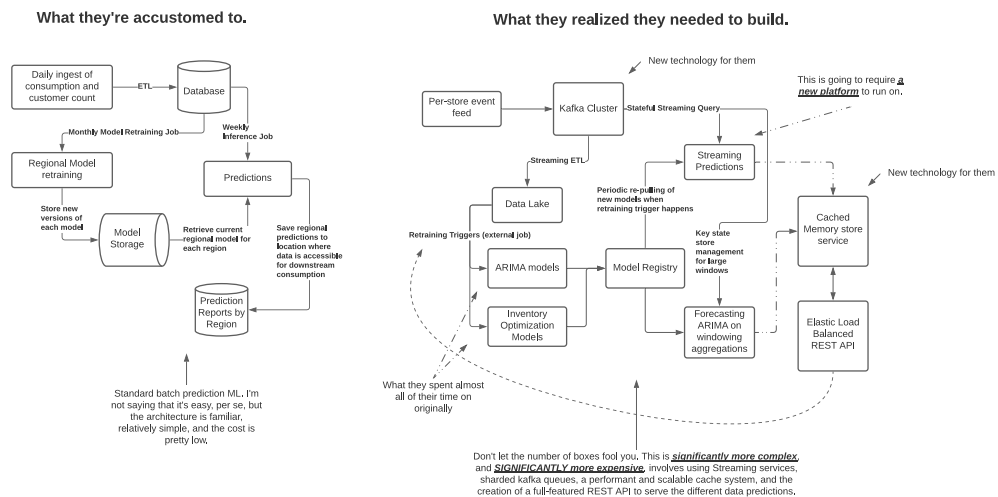 What they're accustomed to.
Daily ingest of
consumption and
customer count
ETL
Database
Monthly Model Retraining Job
Weekly
Inference Job
Regional Model
retraining
Predictions
Store new
versions of
each model
Model
Storage
Retrieve current
regional model for
each region
Save regional
predictions to
location where
data is accessible
for downstream
consumption
Prediction
Reports by
Region
Standard batch prediction ML. I'm
not saying that it's easy, per se, but
the architecture is familiar,
relatively simple, and the cost is
pretty low.
What they realized they needed to build.
New technology for them
This is going to require a
new platform to run on.
Per-store event
feed
Kafka Cluster
Stateful Streaming Query
Streaming ETL
Streaming
Predictions
New technology for them
Periodic re-pulling of
new models when
retraining trigger happens
Data Lake
Cached
Memory store
service
Retraining Triggers (external job)
Key state
store
management
for large
windows
ARIMA models
Model Registry
Inventory
Optimization
Models
Forecasting
ARIMA on
windowing
aggregations
Elastic Load
Balanced
REST API
What they spent almost
all of their time on
originally
Don't let the number of boxes fool you. This is significantly more complex,
and SIGNIFICANTLY more expensive, involves using Streaming services,
sharded kafka queues, a performant and scalable cache system, and the
creation of a full-featured REST API to serve the different data predictions.